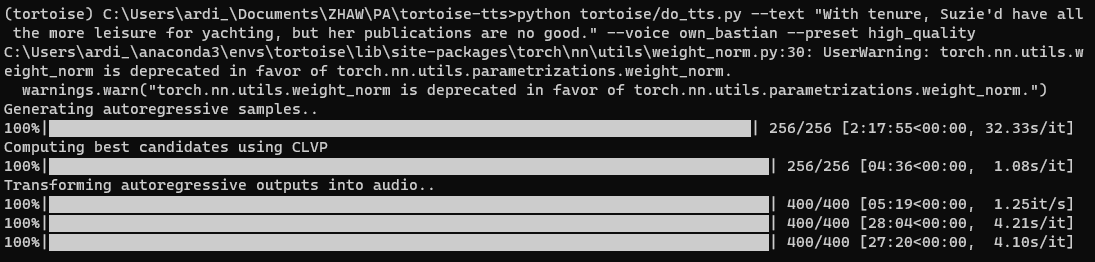 (tortoise) C:\Users\ardi_\Documents\ZHAW\PA\tortoise-tts>python tortoise/do_tts.py --text "With tenure, Suzie'd have all
 the more leisure for yachting, but her publications are no good." --voice own_bastian --preset high_quality
C:\Users\ardi_\anaconda3\envs\tortoise\lib\site-packages\torch\nn\utils\weight_norm.py:30: UserWarning: torch.nn.utils.w
eight_norm is deprecated in favor of torch.nn.utils.parametrizations.weight_norm.
  warnings.warn("torch.nn.utils.weight_norm is deprecated in favor of torch.nn.utils.parametrizations.weight_norm.")
Generating autoregressive samples..
100%| | 256/256 [2:17:55<00:00, 32.33s/it]
Computing best candidates using CLVP
100%| | 256/256 [04:36<00:00,  1.08s/it]
Transforming autoregressive outputs into audio..
100%| | 400/400 [05:19<00:00,  1.25it/s]
100%| | 400/400 [28:04<00:00,  4.21s/it]
100%| | 400/400 [27:20<00:00,  4.10s/it]